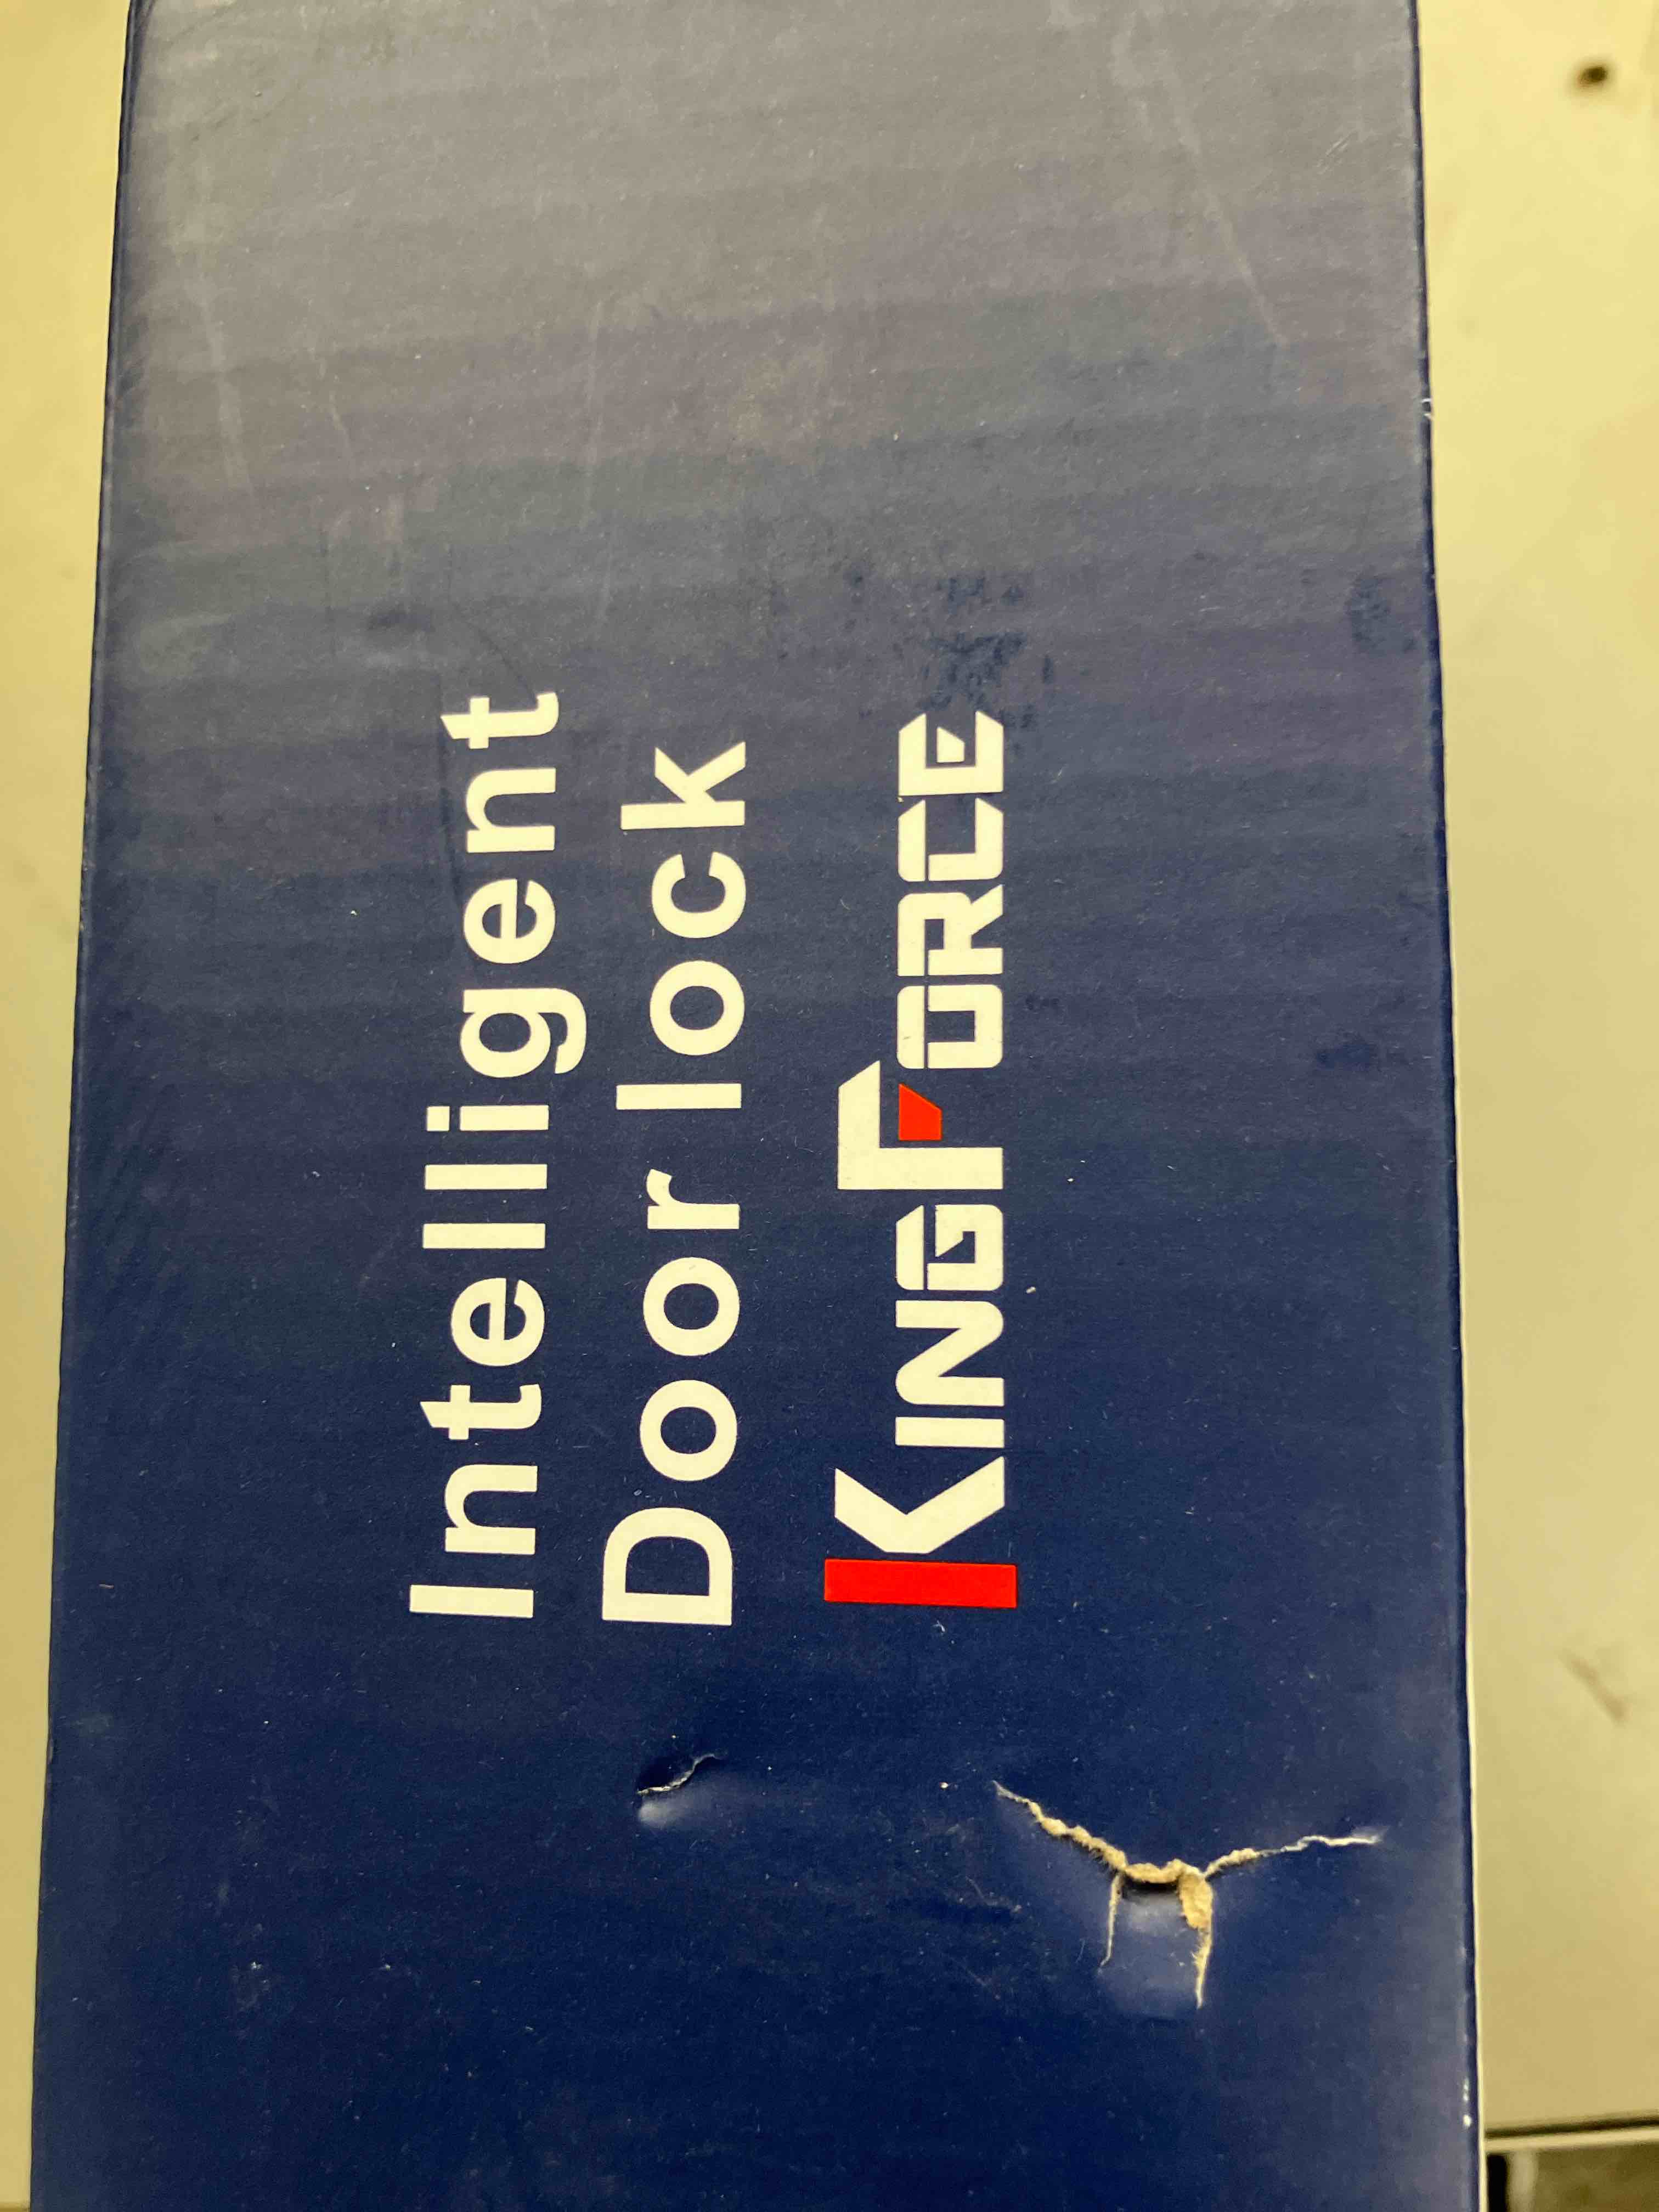 Intelligent
Door lock
KINGFORCE